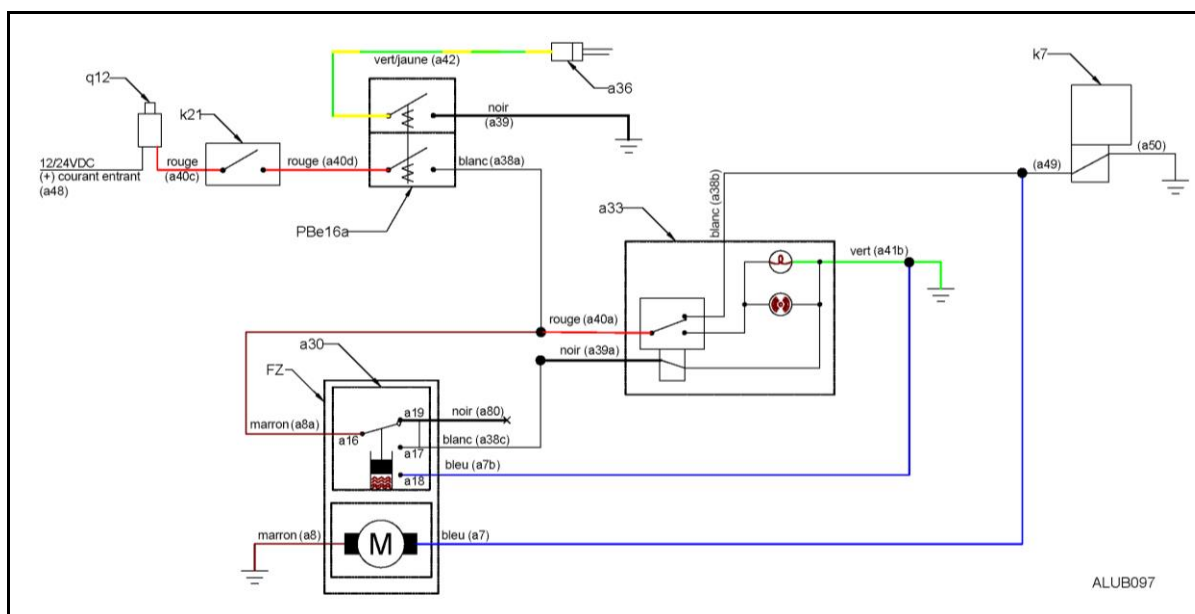 vert/jaune (a42)
a36
k7
q12
k21
noir
(a39)
12/24VDC
(+) courant entrant
(a48)
rouge
(a40c)
rouge (a40d)
blanc (a38a)
(a49)
(a50)
PBe16a
a33
blanc (a38b)
vert (a41b)
rouge (a40a)
noir (a39a)
a30
FZ
marron (a8a)
a16
a19
noir (a80)
a17
blanc (a38c)
a18
bleu (a7b)
marron (a8)
M
bleu (a7)
ALUB097